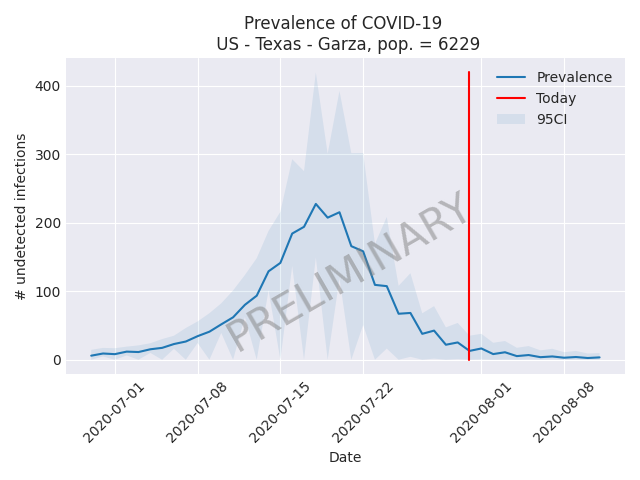 Prevalence of COVID-19
US - Texas - Garza, pop. = 6229
Prevalence
Today
95CI
# undetected infections
400
300
200
100
0
PRELIMINARY
2020-07-01
2020-07-08
2020-07-15
2020-07-22
2020-08-01
2020-08-08
Date